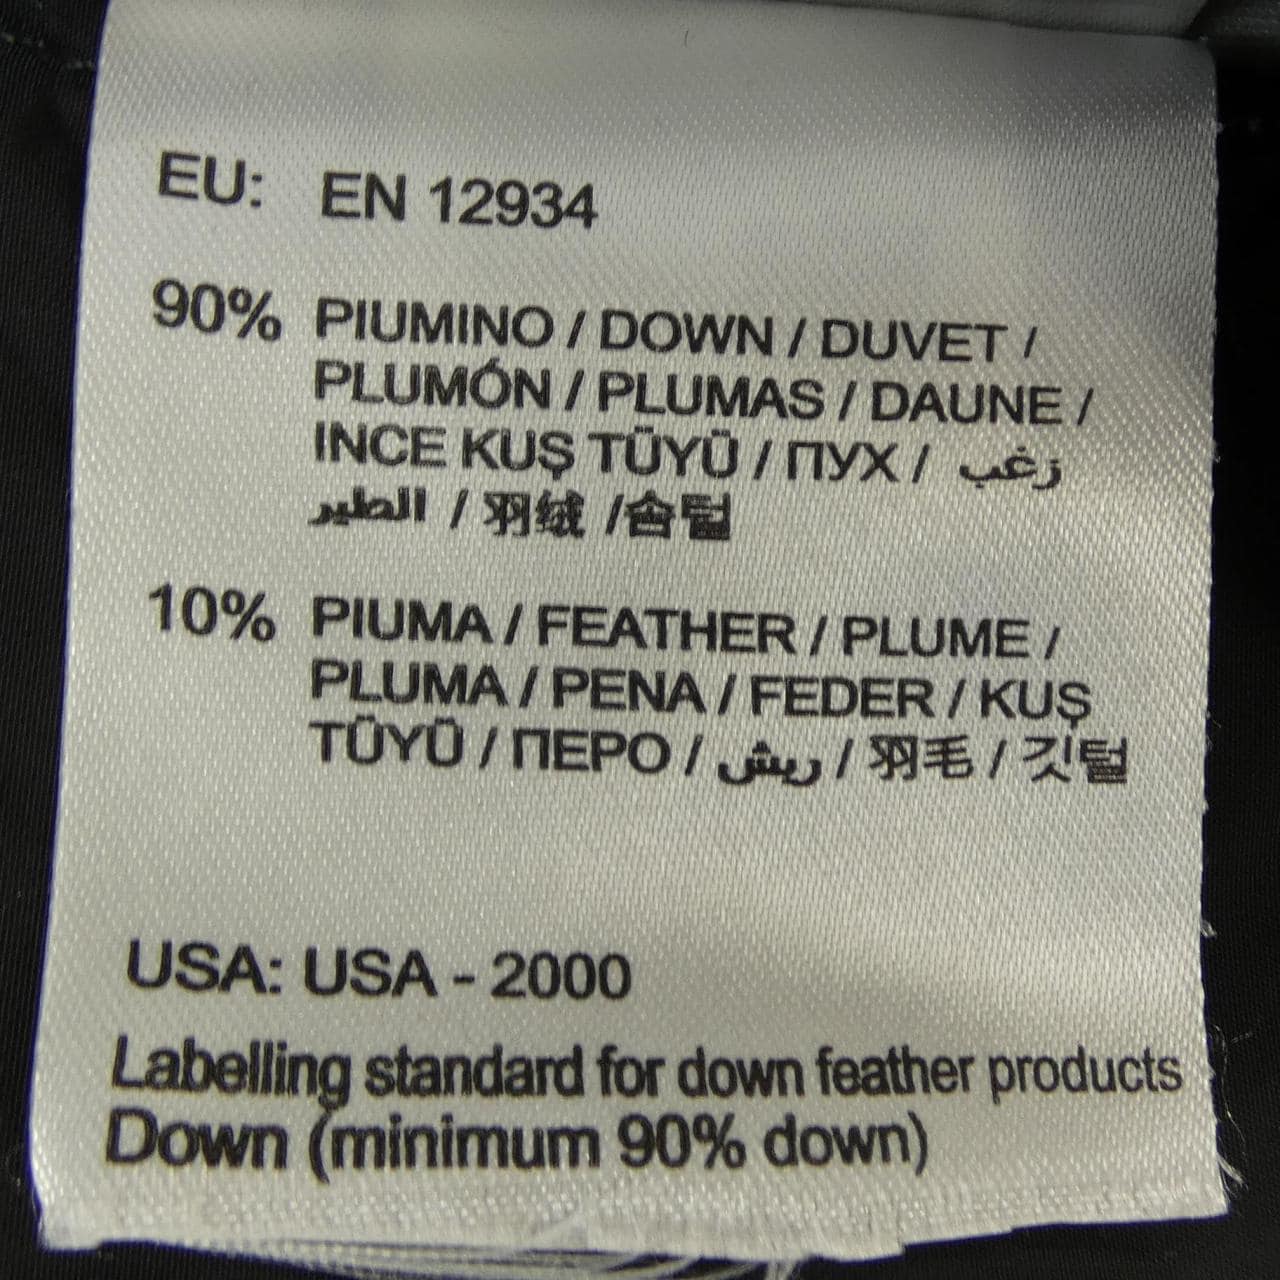 EU: EN 12934
90% PIUMINO / DOWN / DUVET /
PLUMÓN / PLUMAS / DAUNE /
INCE KUŞ TÜYÜ / ПУХ / زغب
الطير / 羽绒 /솜털
10% PIUMA / FEATHER / PLUME /
PLUMA / PENA / FEDER / KUŞ
TÜYÜ / ПЕРО / ريش / 羽毛 / 깃털
USA: USA - 2000
Labelling standard for down feather products
Down (minimum 90% down)